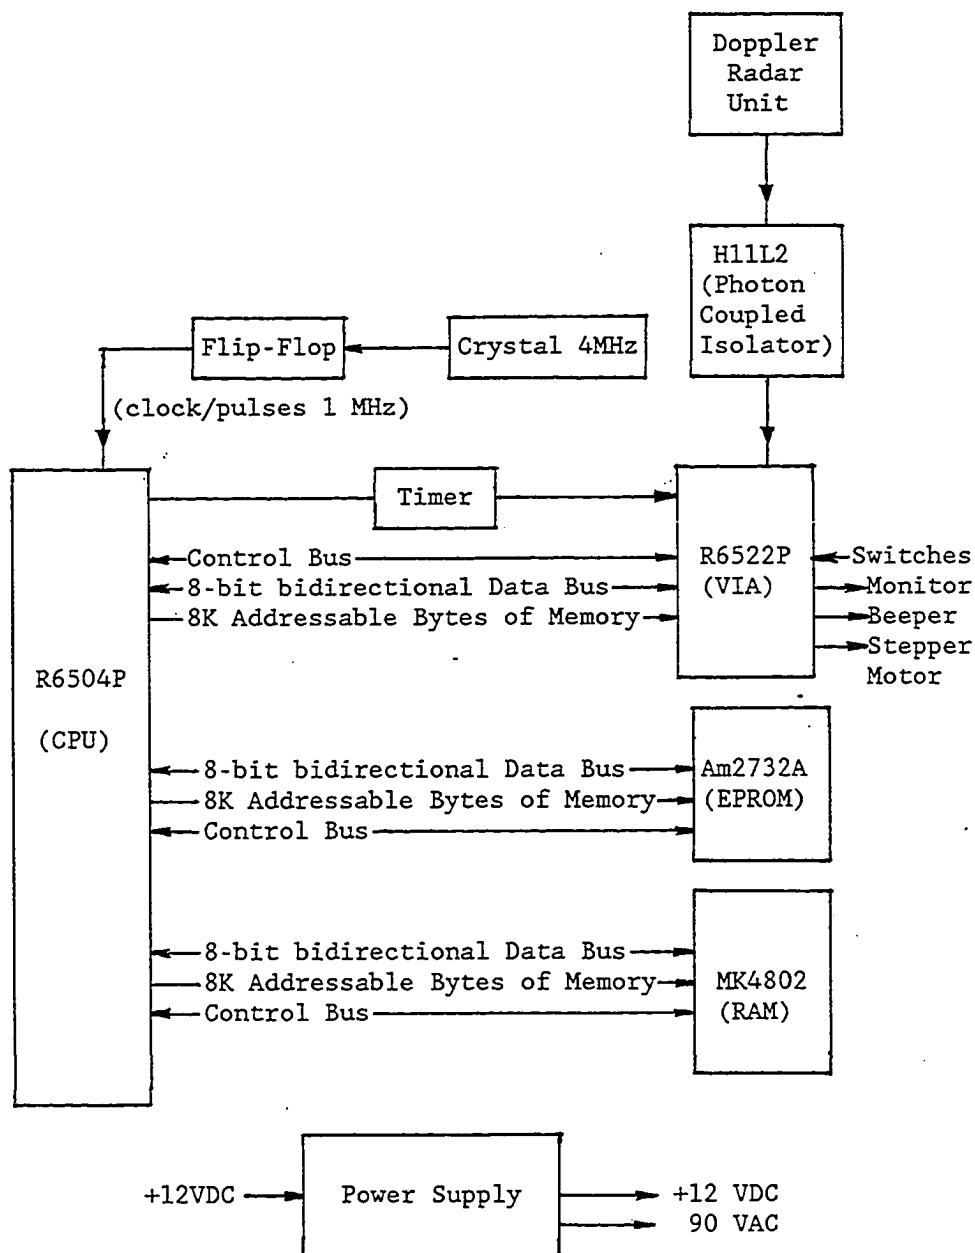 Doppler
Radar
Unit
H11L2
(Photon
Coupled
Isolator)
Flip-Flop
Crystal 4MHz
(clock/pulses 1 MHz)
Timer
Control Bus
8-bit bidirectional Data Bus
8K Addressable Bytes of Memory
R6522P
(VIA)
Switches
Monitor
Beeper
Stepper
Motor
R6504P
(CPU)
8-bit bidirectional Data Bus
8K Addressable Bytes of Memory
Control Bus
Am2732A
(EPROM)
8-bit bidirectional Data Bus
8K Addressable Bytes of Memory
Control Bus
MK4802
(RAM)
+12VDC
Power Supply
+12 VDC
90 VAC